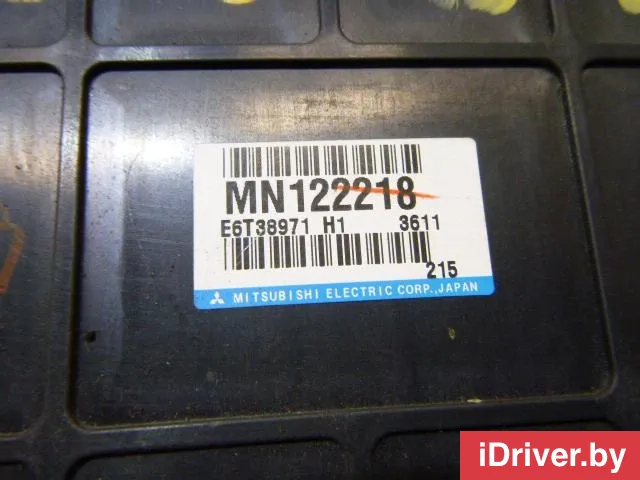 MN122218
E6T38971 H1 3611
215
MITSUBISHI ELECTRIC CORP.,JAPAN
iDriver.by